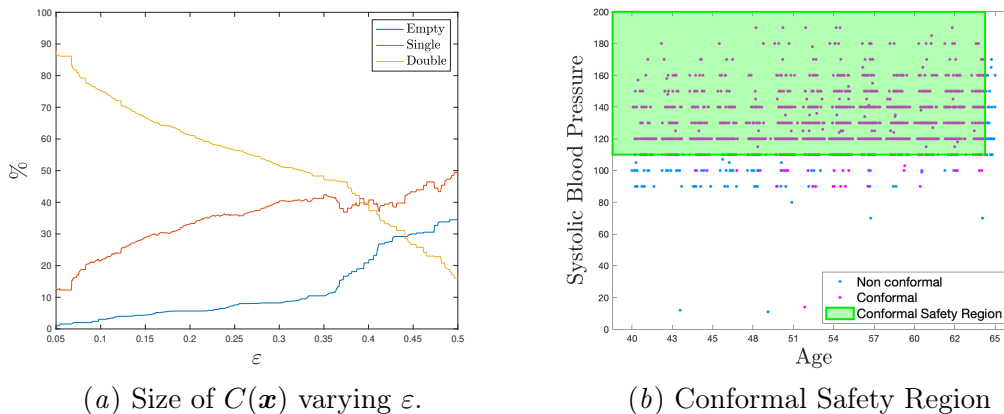 100
90
80
70
60
50
40
30
20
10
0
%
0.05 0.1 0.15 0.2 0.25 0.3 0.35 0.4 0.45 0.5
ε
Empty
Single
Double
(a) Size of C(x) varying ε.
200
180
160
140
120
100
80
60
40
20
0
Systolic Blood Pressure
40 42 45 48 51 54 57 60 62 65
Age
Non conformal
Conformal
Conformal Safety Region
(b) Conformal Safety Region